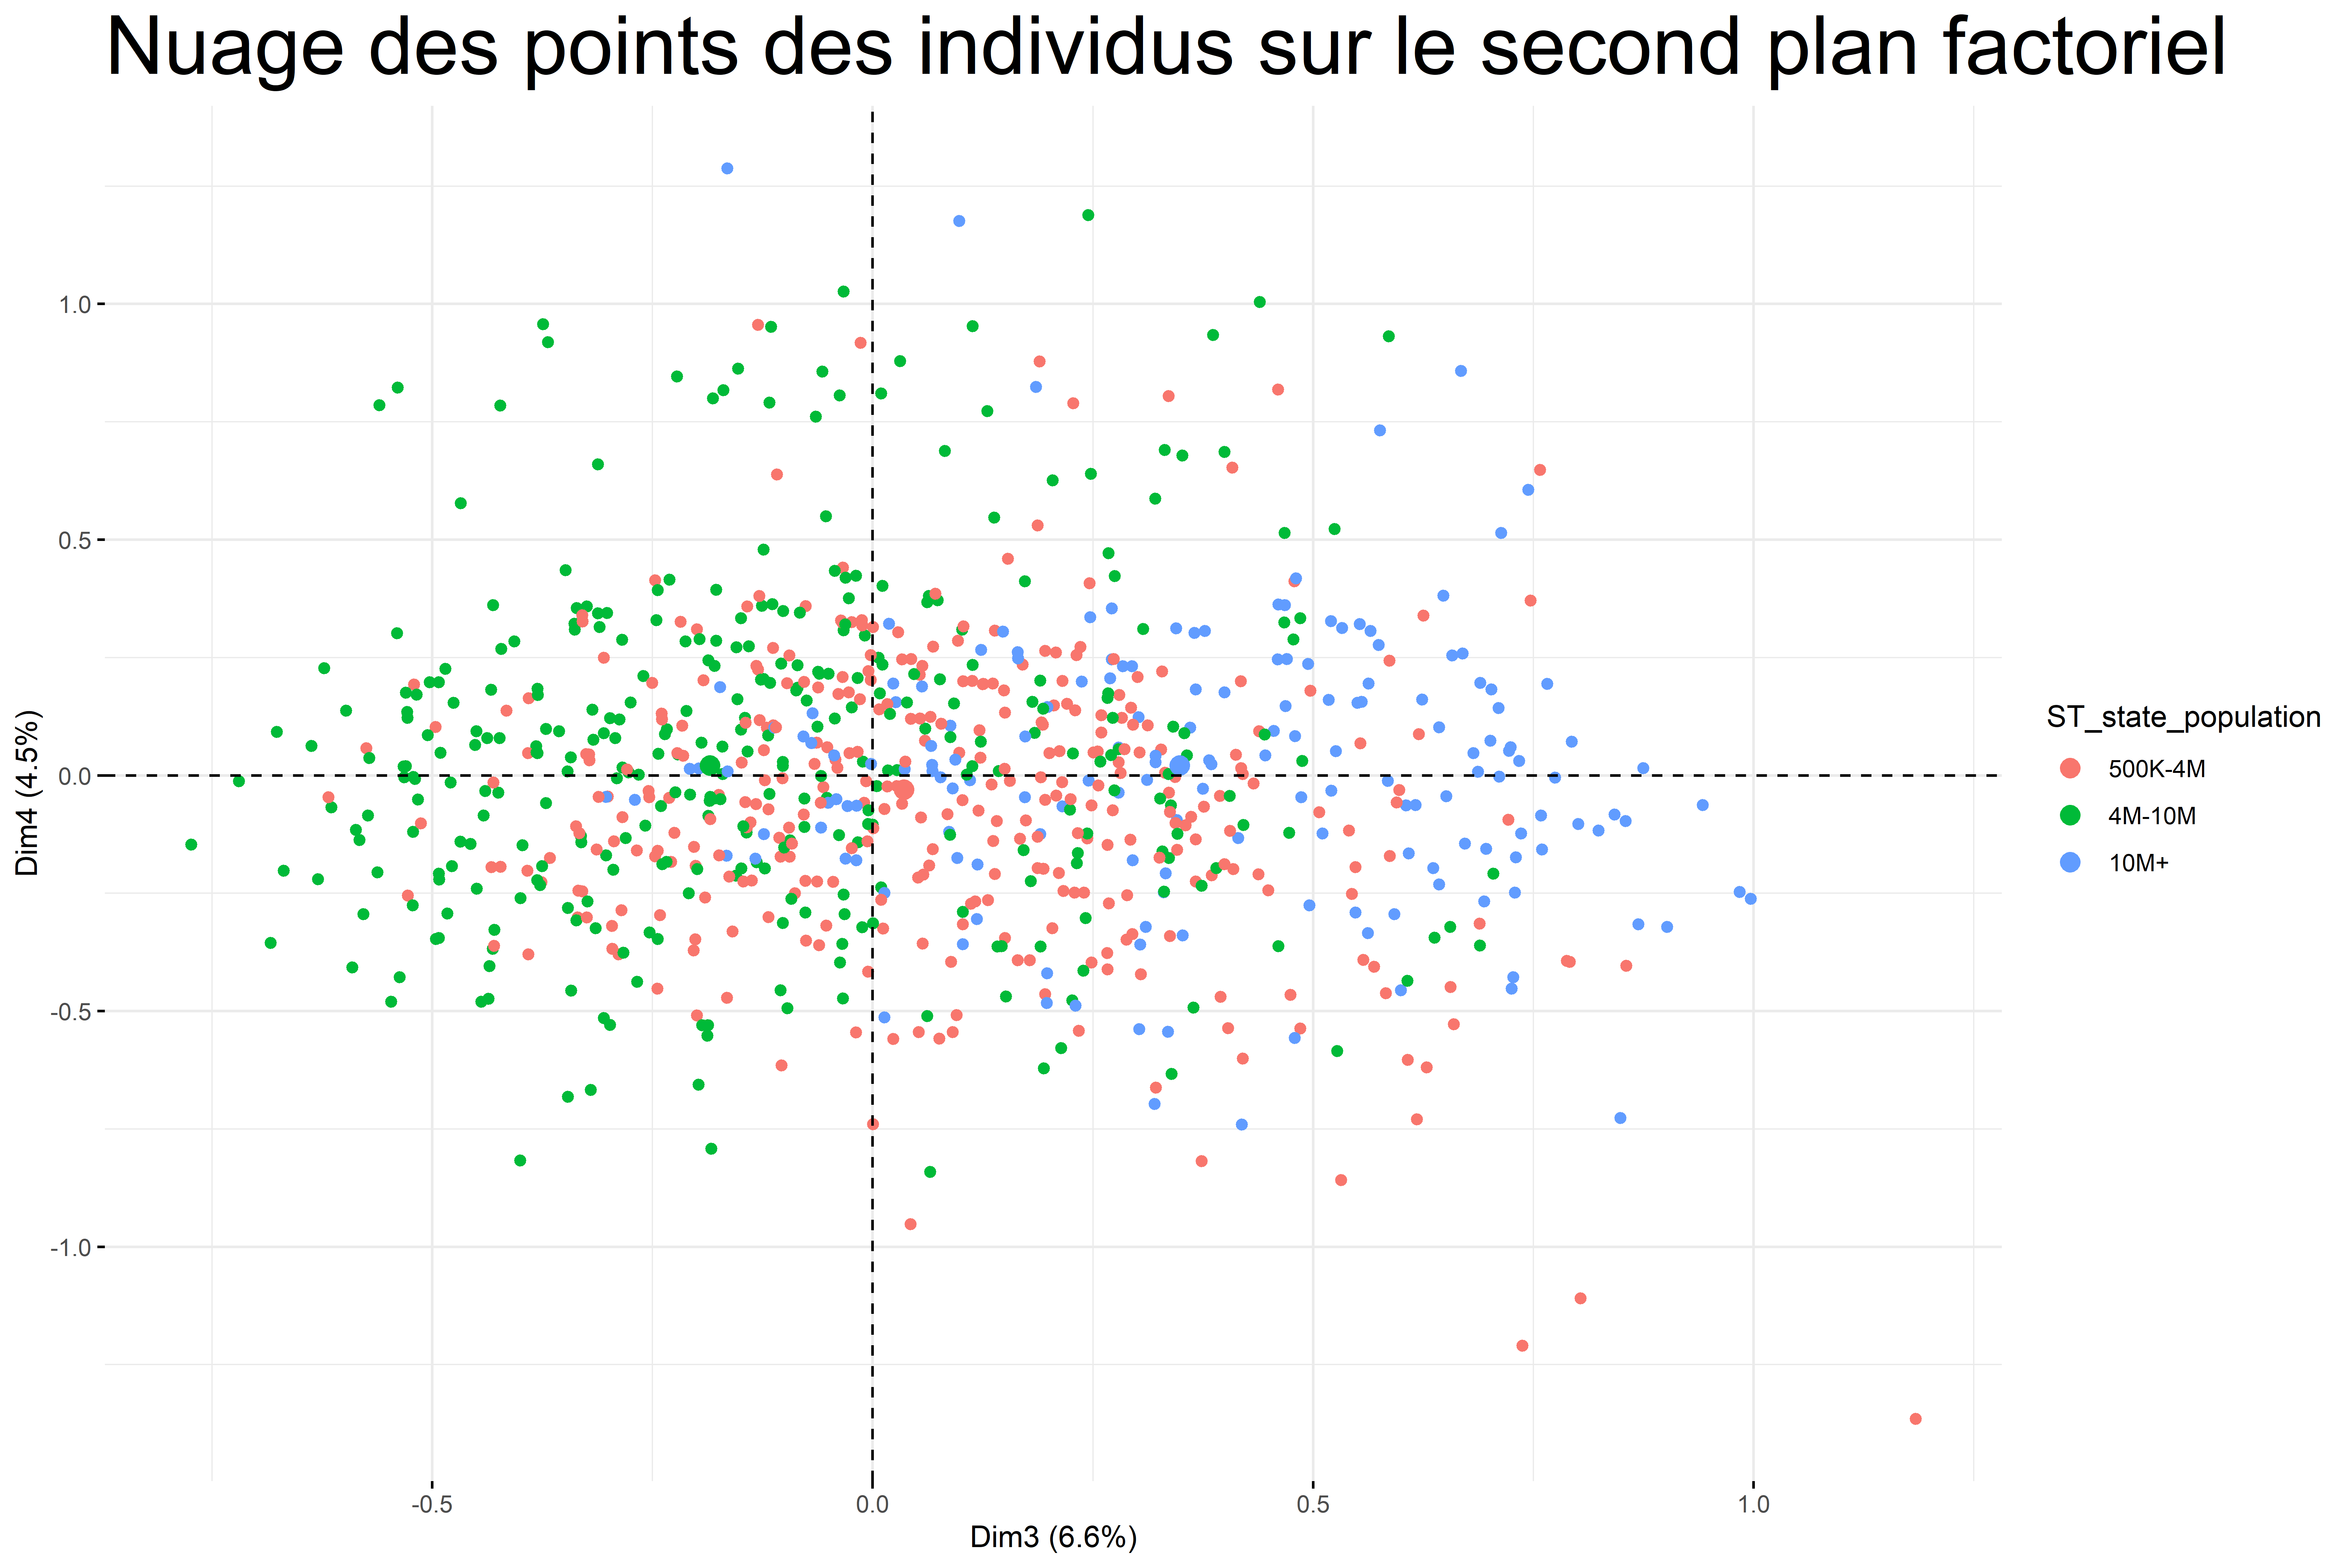 Nuage des points des individus sur le second plan factoriel
1.0
0.5
0.0
-0.5
-1.0
Dim4 (4.5%)
-0.5
0.0
0.5
1.0
Dim3 (6.6%)
ST_state_population
500K-4M
4M-10M
10M+